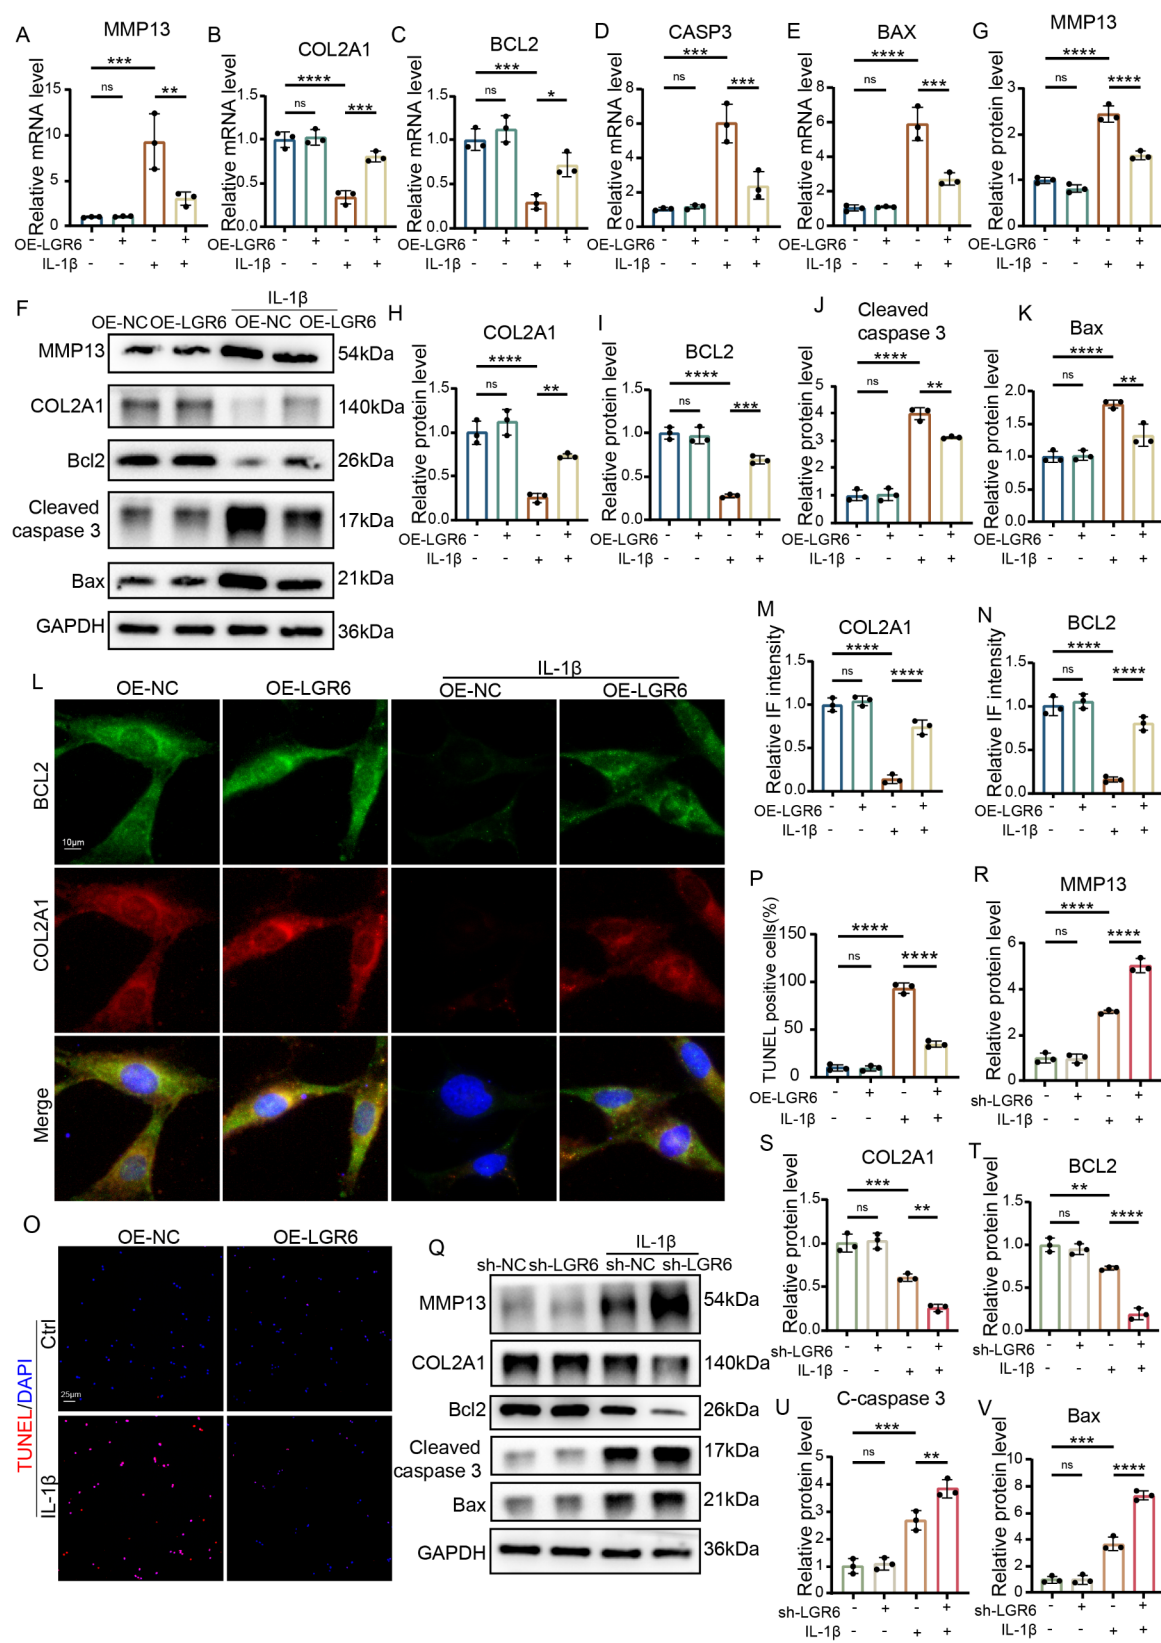 A
MMP13
Relative mRNA level
15
10
5
0
***
ns
**
OE-LGR6 - + - +
IL-1β - - + +
B
COL2A1
Relative mRNA level
1.5
1.0
0.5
0.0
****
ns
***
OE-LGR6 - + - +
IL-1β - - + +
C
BCL2
Relative mRNA level
1.5
1.0
0.5
0.0
***
ns
*
OE-LGR6 - + - +
IL-1β - - + +
D
CASP3
Relative mRNA level
8
6
4
2
0
***
ns
***
OE-LGR6 - + - +
IL-1β - - + +
E
BAX
Relative mRNA level
8
6
4
2
0
****
ns
***
OE-LGR6 - + - +
IL-1β - - + +
G
MMP13
Relative protein level
3
2
1
0
****
ns
****
OE-LGR6 - + - +
IL-1β - - + +
F
IL-1β
OE-NC OE-LGR6 OE-NC OE-LGR6
MMP13 54kDa
COL2A1 140kDa
Bcl2 26kDa
Cleaved
caspase 3 17kDa
Bax 21kDa
GAPDH 36kDa
H
COL2A1
Relative protein level
1.5
1.0
0.5
0.0
****
ns
**
OE-LGR6 - + - +
IL-1β - - + +
I
BCL2
Relative protein level
1.5
1.0
0.5
0.0
****
ns
***
OE-LGR6 - + - +
IL-1β - - + +
J
Cleaved
caspase 3
Relative protein level
5
4
3
2
1
0
****
ns
**
OE-LGR6 - + - +
IL-1β - - + +
K
Bax
Relative protein level
2.0
1.5
1.0
0.5
0.0
****
ns
**
OE-LGR6 - + - +
IL-1β - - + +
L
IL-1β
OE-NC OE-LGR6 OE-NC OE-LGR6
BCL2
10μm
COL2A1
Merge
M
COL2A1
Relative IF intensity
1.5
1.0
0.5
0.0
****
ns
****
OE-LGR6 - + - +
IL-1β - - + +
N
BCL2
Relative IF intensity
1.5
1.0
0.5
0.0
****
ns
****
OE-LGR6 - + - +
IL-1β - - + +
O
OE-NC OE-LGR6
TUNEL/DAPI
Ctrl
25μm
IL-1β
P
TUNEL positive cells(%)
150
100
50
0
****
ns
****
OE-LGR6 - + - +
IL-1β - - + +
Q
IL-1β
sh-NC sh-LGR6 sh-NC sh-LGR6
MMP13 54kDa
COL2A1 140kDa
Bcl2 26kDa
Cleaved
caspase 3 17kDa
Bax 21kDa
GAPDH 36kDa
R
MMP13
Relative protein level
6
4
2
0
****
ns
****
sh-LGR6 - + - +
IL-1β - - + +
S
COL2A1
Relative protein level
1.5
1.0
0.5
0.0
***
ns
**
sh-LGR6 - + - +
IL-1β - - + +
T
BCL2
Relative protein level
1.5
1.0
0.5
0.0
**
ns
****
sh-LGR6 - + - +
IL-1β - - + +
U
C-caspase 3
Relative protein level
5
4
3
2
1
0
***
ns
**
sh-LGR6 - + - +
IL-1β - - + +
V
Bax
Relative protein level
10
8
6
4
2
0
***
ns
****
sh-LGR6 - + - +
IL-1β - - + +